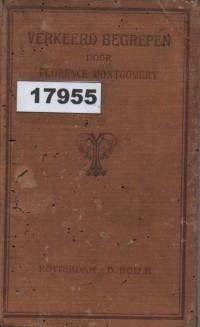 VERKEERD BEGREPEN
DOOR
FLORENCE MONTGOMERY
17955
ROTTERDAM - D. BOLLE